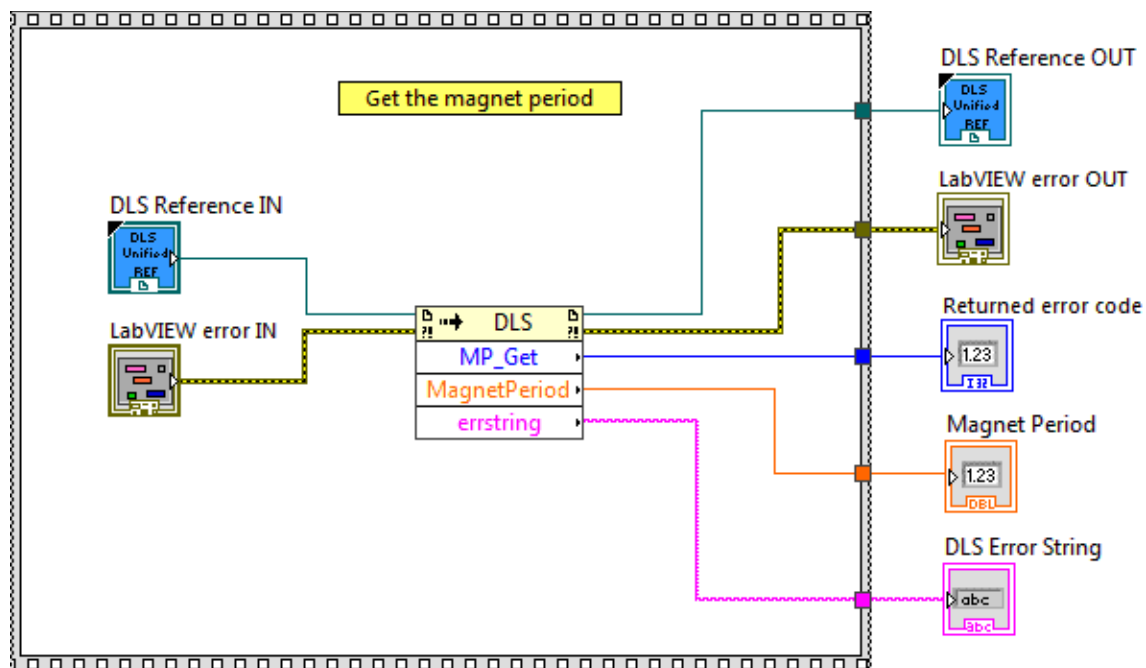 DLS Reference OUT
DLS
Unified
REF
Get the magnet period
LabVIEW error OUT
DLS Reference IN
DLS
Unified
REF
LabVIEW error IN
DLS
MP_Get
MagnetPeriod
errstring
Returned error code
1.23
I32
Magnet Period
1.23
DBL
DLS Error String
abc
abc